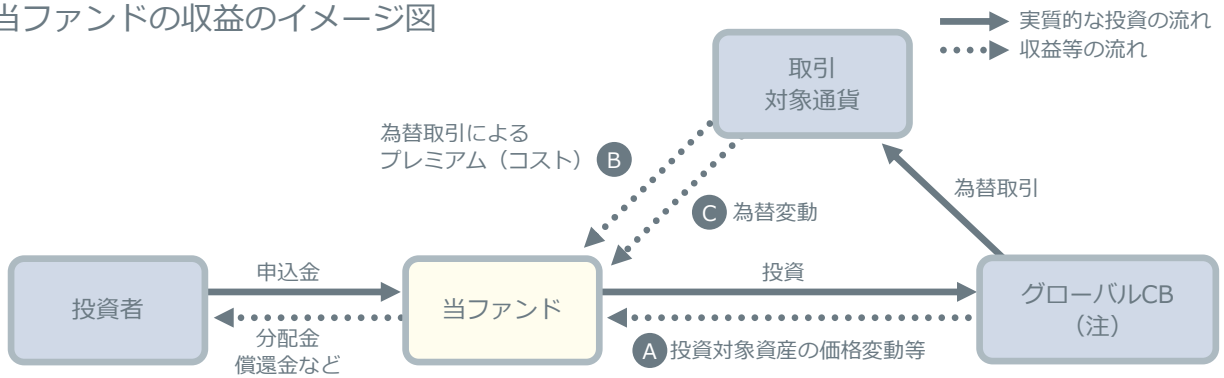 当ファンドの収益のイメージ図
実質的な投資の流れ
収益等の流れ
取引
対象通貨
為替取引による
プレミアム（コスト） B
C 為替変動
為替取引
投資者
申込金
分配金
償還金など
当ファンド
投資
A 投資対象資産の価格変動等
グローバルCB
（注）